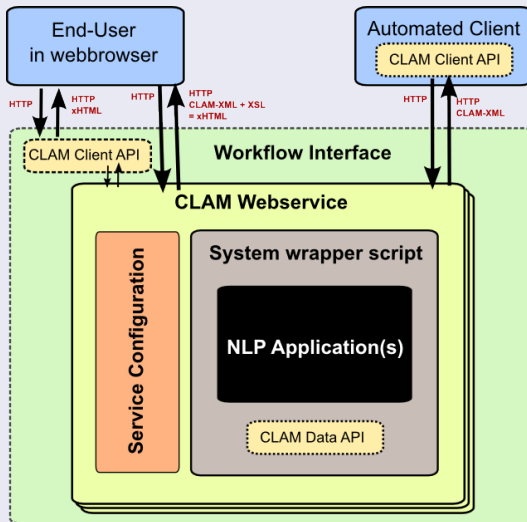 End-User
in webbrowser
Automated Client
CLAM Client API
HTTP
HTTP
xHTML
HTTP
HTTP
CLAM-XML + XSL
= xHTML
HTTP
HTTP
CLAM-XML
CLAM Client API
Workflow Interface
CLAM Webservice
Service Configuration
System wrapper script
NLP Application(s)
CLAM Data API